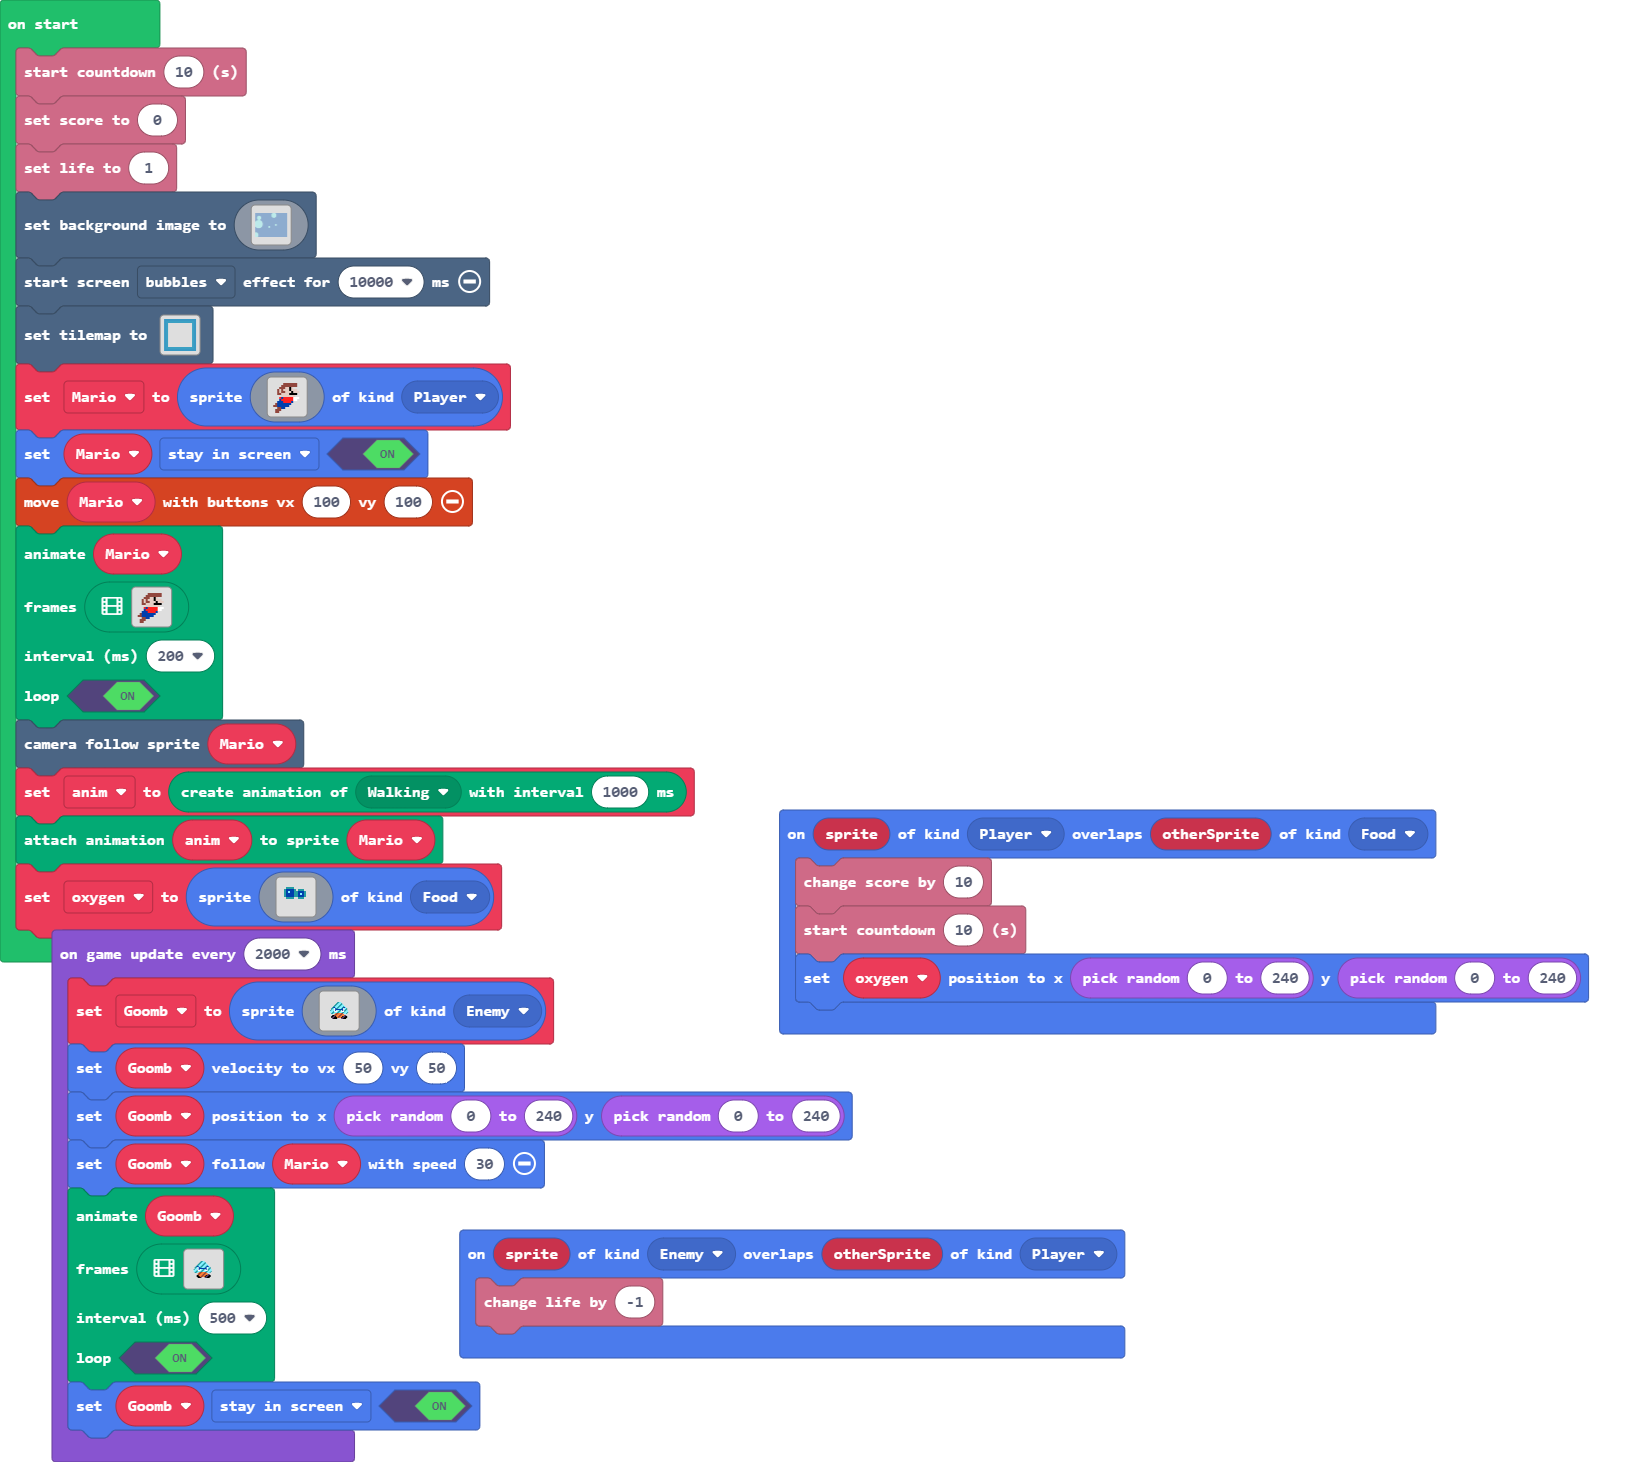 on start
start countdown 10 (s)
set score to 0
set life to 1
set background image to
start screen bubbles effect for 10000 ms
set tilemap to
set Mario to sprite of kind Player
set Mario stay in screen ON
move Mario with buttons vx 100 vy 100
animate Mario
frames
interval (ms) 200
loop ON
camera follow sprite Mario
set anim to create animation of Walking with interval 1000 ms
attach animation anim to sprite Mario
set oxygen to sprite of kind Food
on game update every 2000 ms
set Goomb to sprite of kind Enemy
set Goomb velocity to vx 50 vy 50
set Goomb position to x pick random 0 to 240 y pick random 0 to 240
set Goomb follow Mario with speed 30
animate Goomb
frames
interval (ms) 500
loop ON
set Goomb stay in screen ON
on sprite of kind Player overlaps otherSprite of kind Food
change score by 10
start countdown 10 (s)
set oxygen position to x pick random 0 to 240 y pick random 0 to 240
on sprite of kind Enemy overlaps otherSprite of kind Player
change life by -1